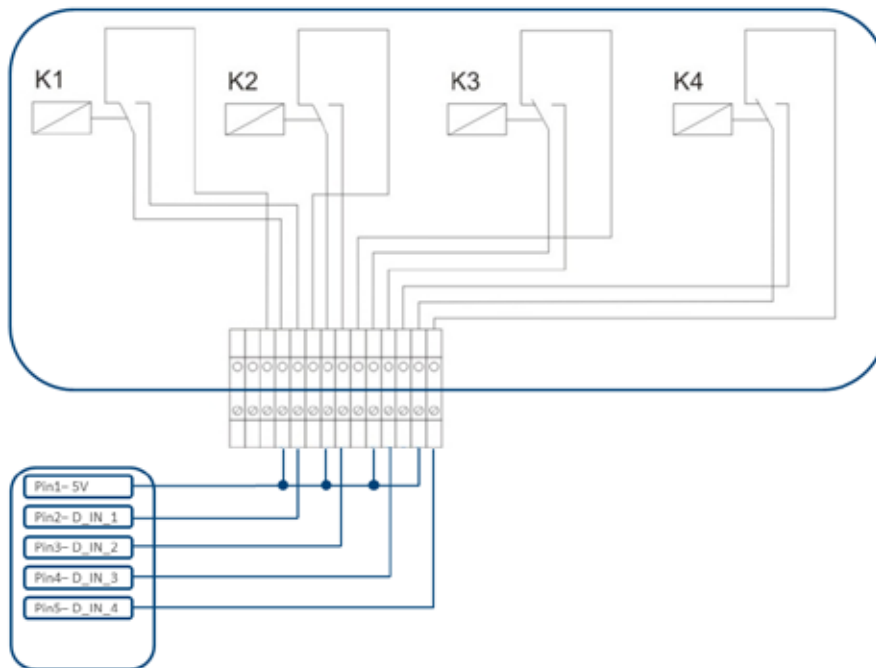 K1
K2
K3
K4
Pin1– 5V
Pin2– D_IN_1
Pin3– D_IN_2
Pin4– D_IN_3
Pin5– D_IN_4